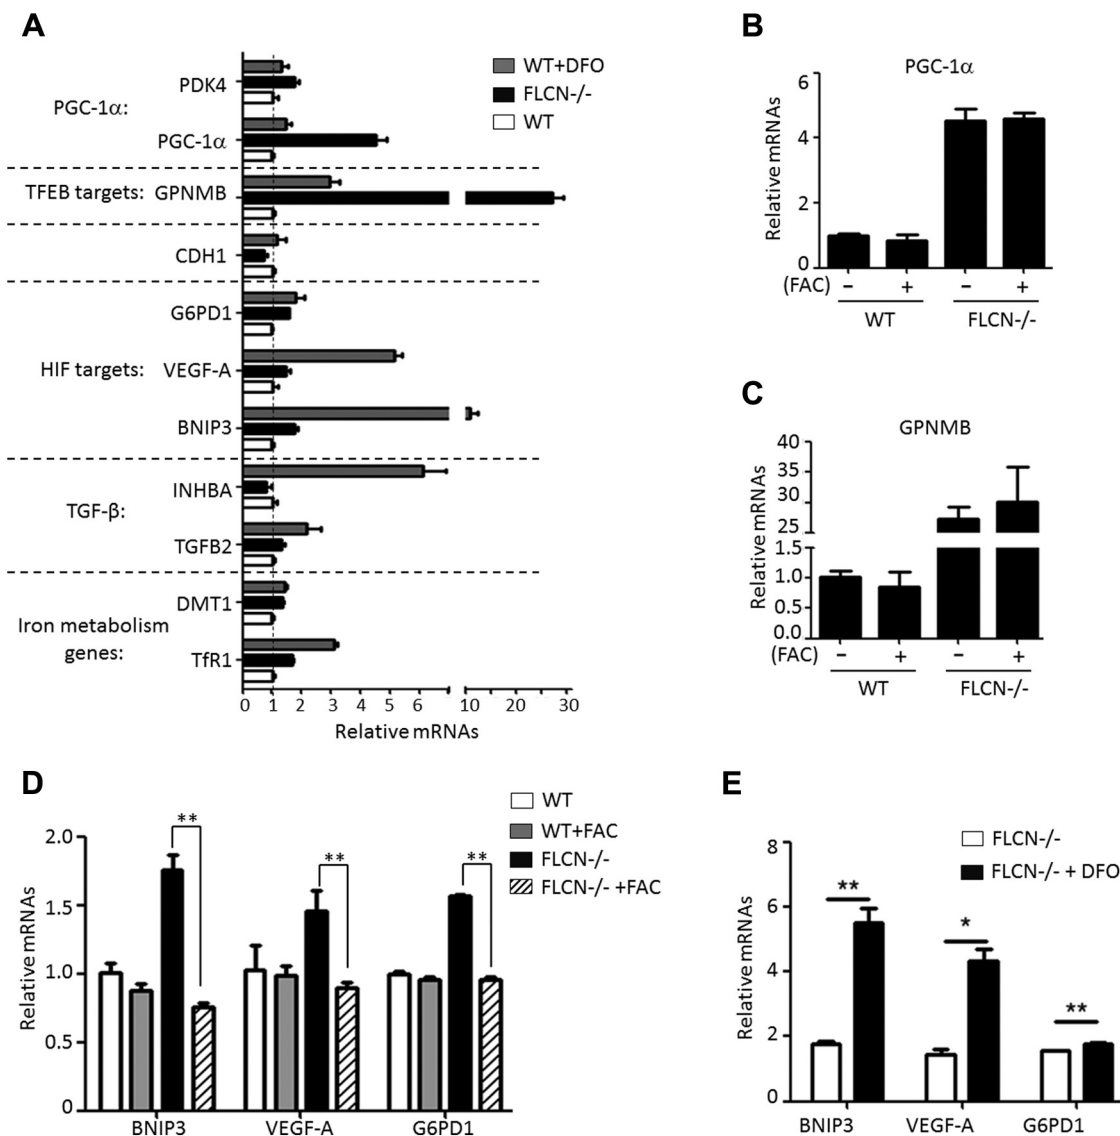 A
WT+DFO
FLCN-/-
WT
PGC-1α:
PDK4
PGC-1α
TFEB targets: GPNMB
CDH1
HIF targets:
G6PD1
VEGF-A
BNIP3
TGF-β:
INHBA
TGFB2
Iron metabolism
genes:
DMT1
TfR1
0 1 2 3 4 5 6 10 20 30
Relative mRNAs
B
PGC-1α
Relative mRNAs
6
4
2
0
(FAC) – + – +
WT FLCN-/-
C
GPNMB
Relative mRNAs
40
35
30
25
Relative mRNAs
1.5
1.0
0.5
0.0
(FAC) – + – +
WT FLCN-/-
D
WT
WT+FAC
FLCN-/-
FLCN-/- +FAC
Relative mRNAs
2.0
1.5
1.0
0.5
0
** ** **
BNIP3 VEGF-A G6PD1
E
FLCN-/-
FLCN-/- + DFO
Relative mRNAs
8
6
4
2
0
** * **
BNIP3 VEGF-A G6PD1